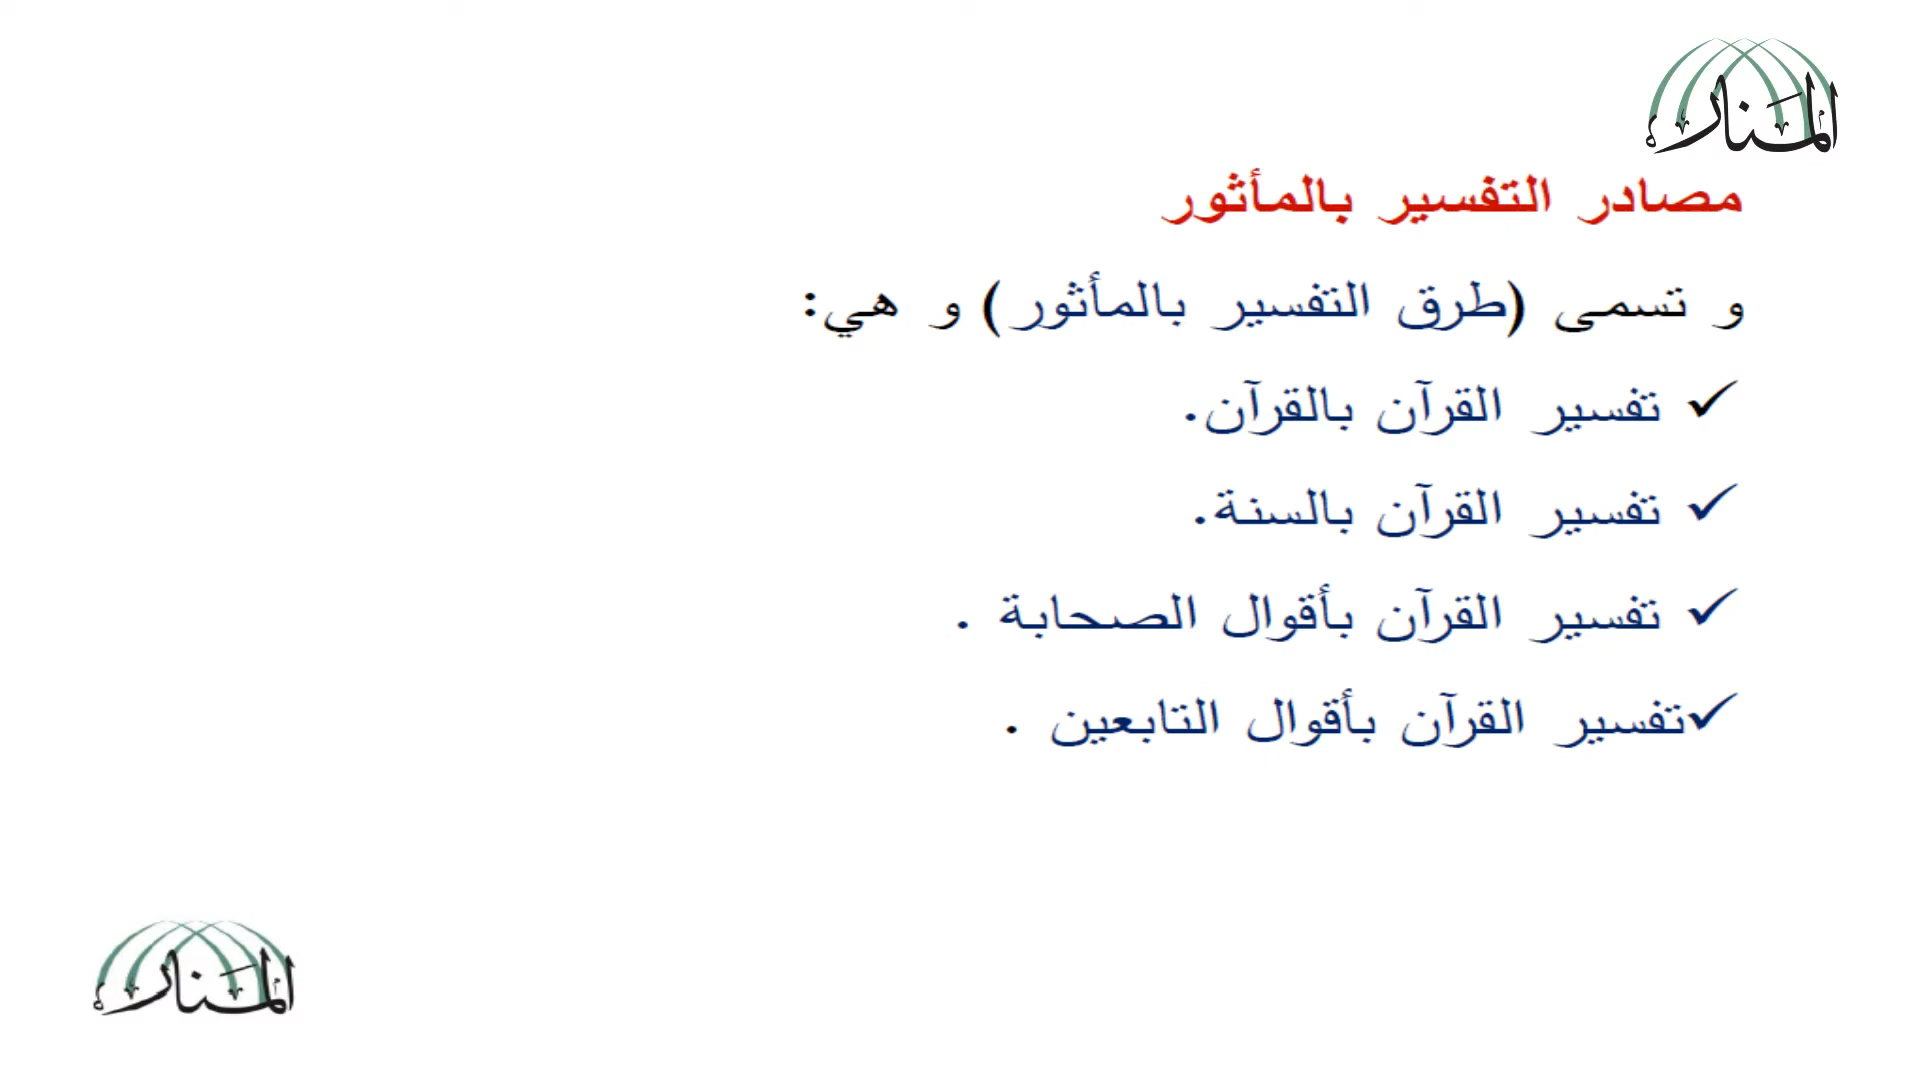 المنار
مصادر التفسير بالمأثور
و تسمى (طرق التفسير بالمأثور) و هي:
✓ تفسير القرآن بالقرآن.
✓ تفسير القرآن بالسنة.
✓ تفسير القرآن بأقوال الصحابة .
✓تفسير القرآن بأقوال التابعين .
المنار